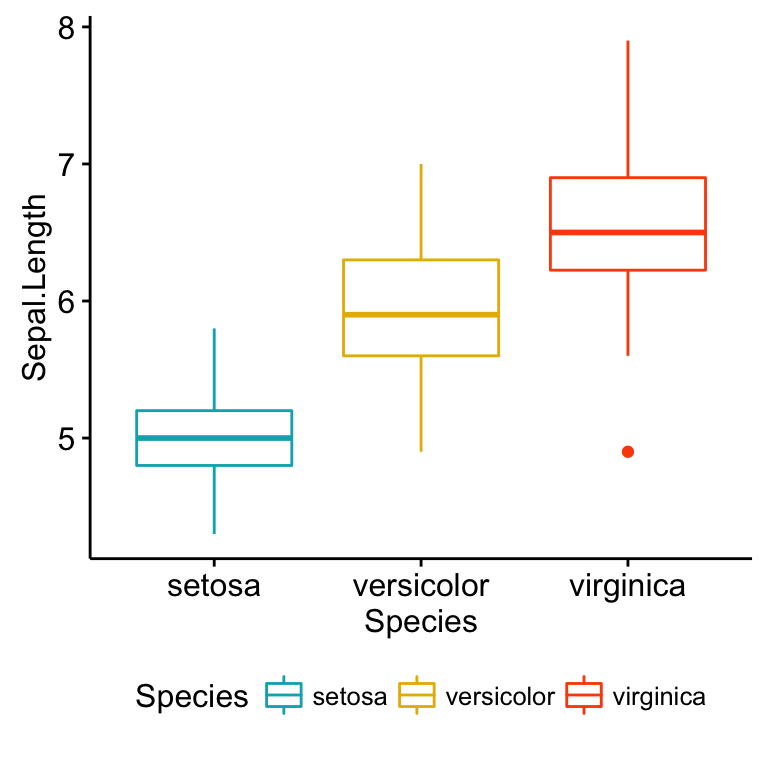 8
7
6
5
Sepal.Length
setosa versicolor virginica
Species
Species setosa versicolor virginica